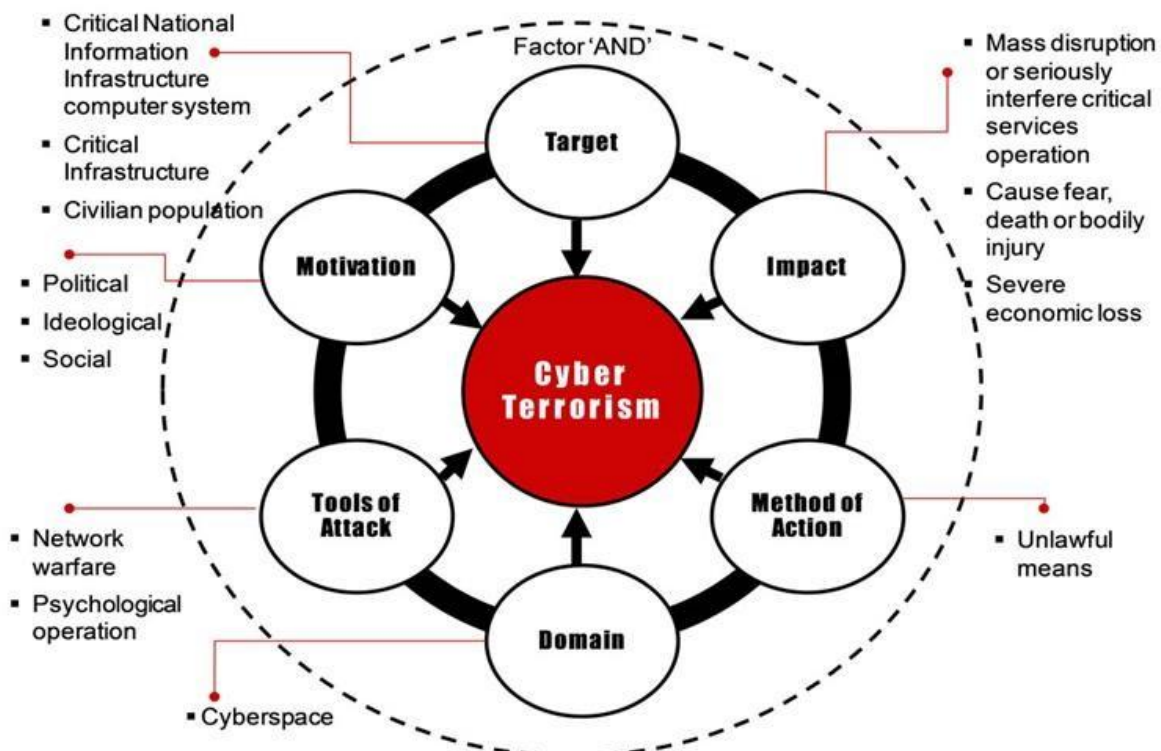 ▪ Critical National
Information
Infrastructure
computer system
▪ Critical
Infrastructure
▪ Civilian population
Factor ‘AND’
▪ Mass disruption
or seriously
interfere critical
services
operation
▪ Cause fear,
death or bodily
injury
▪ Severe
economic loss
Target
Motivation
Impact
▪ Political
▪ Ideological
▪ Social
Cyber
Terrorism
Tools of
Attack
Method of
Action
▪ Network
warfare
▪ Psychological
operation
▪ Unlawful
means
Domain
▪ Cyberspace